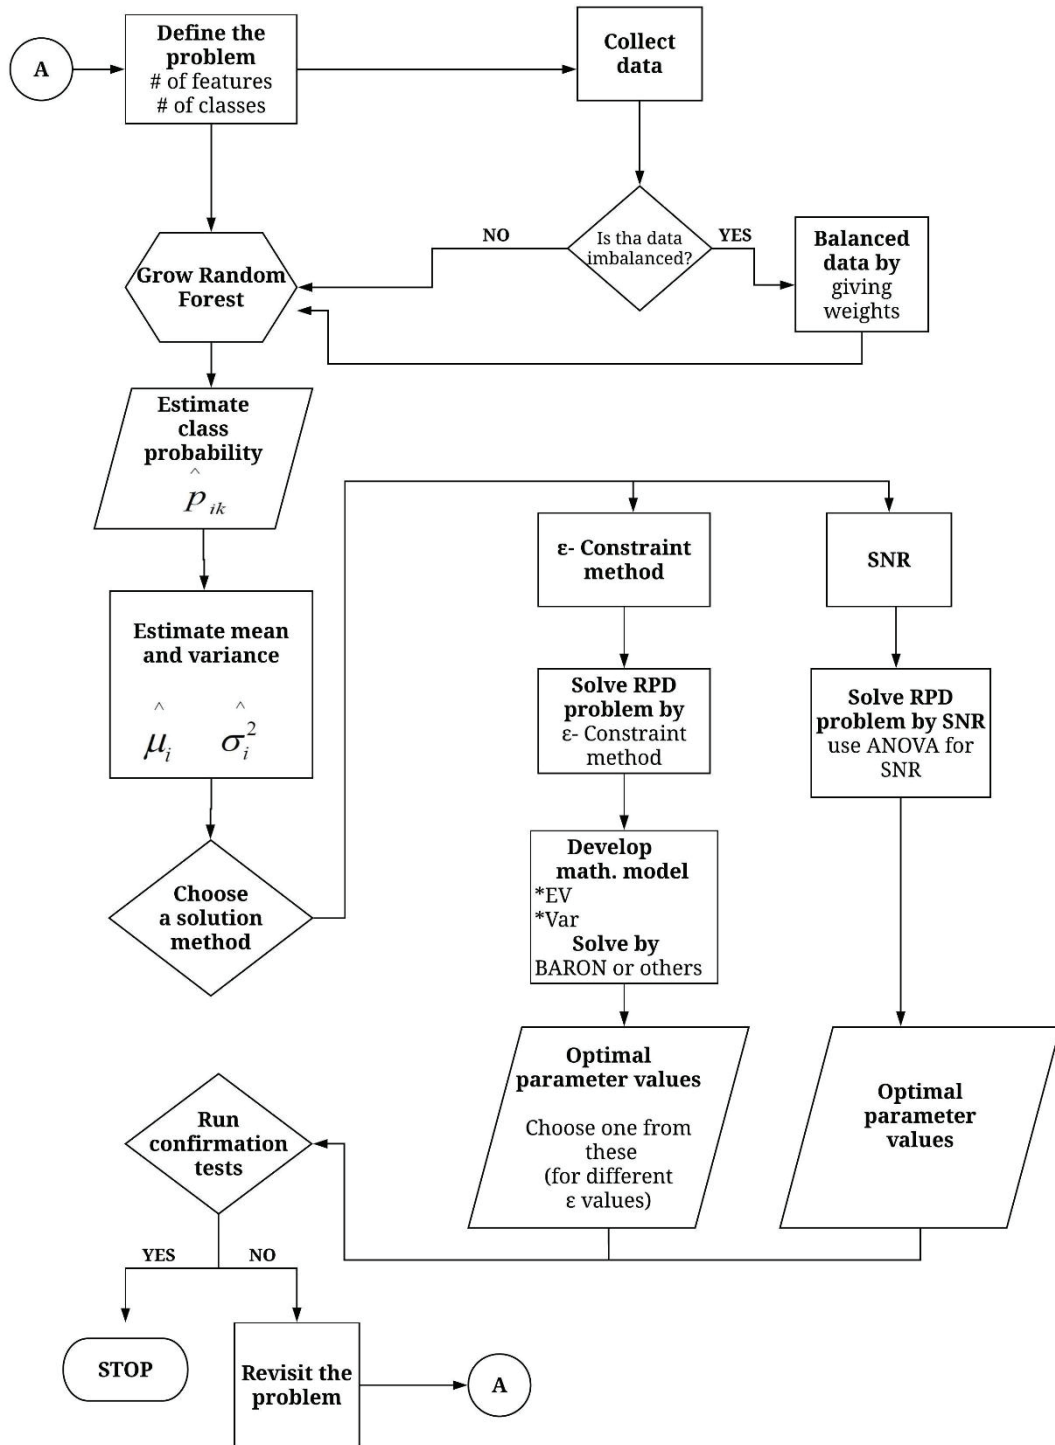 A
Define the
problem
# of features
# of classes
Collect
data
Is tha data
imbalanced?
NO
YES
Balanced
data by
giving
weights
Grow Random
Forest
Estimate
class
probability
p̂ ik
Estimate mean
and variance
μ̂i σ̂i²
Choose
a solution
method
ε- Constraint
method
SNR
Solve RPD
problem by
ε- Constraint
method
Solve RPD
problem by SNR
use ANOVA for
SNR
Develop
math. model
*EV
*Var
Solve by
BARON or others
Optimal
parameter values
Choose one from
these
(for different
ε values)
Optimal
parameter
values
Run
confirmation
tests
YES
NO
STOP
Revisit the
problem
A